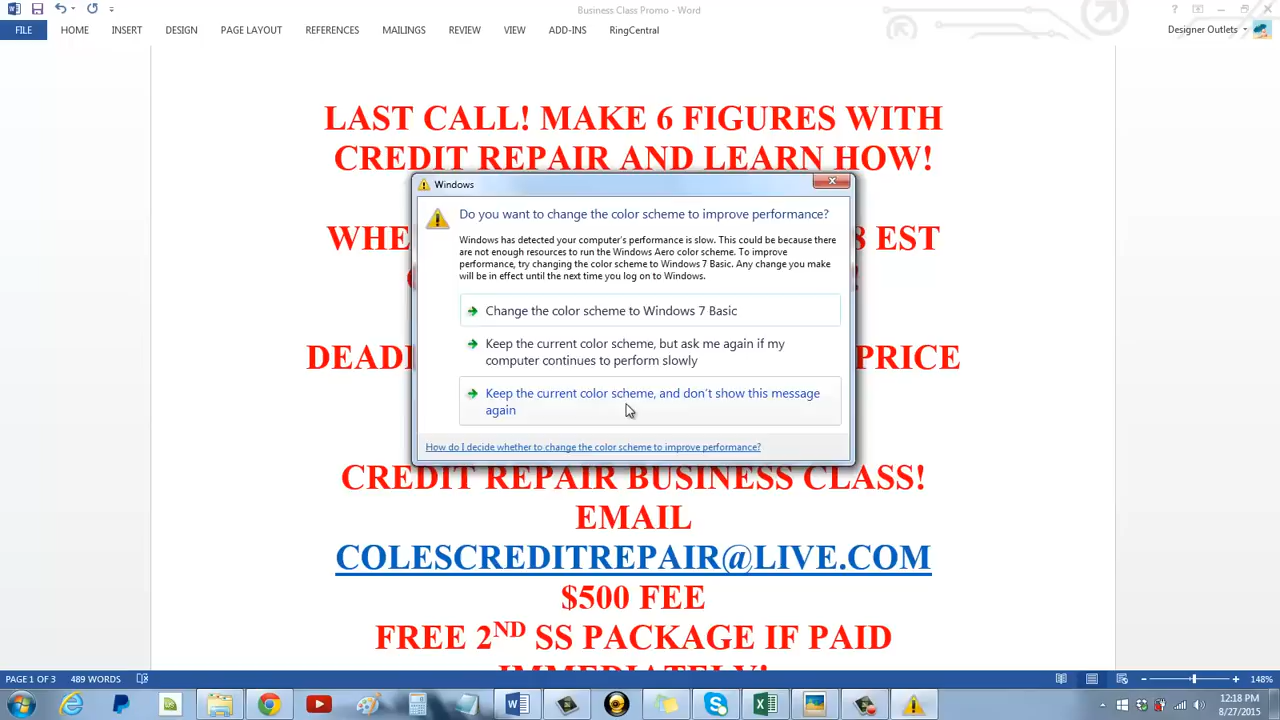 Business Class Promo - Word
FILE HOME INSERT DESIGN PAGE LAYOUT REFERENCES MAILINGS REVIEW VIEW ADD-INS RingCentral Designer Outlets
LAST CALL! MAKE 6 FIGURES WITH
CREDIT REPAIR AND LEARN HOW!
Windows
Do you want to change the color scheme to improve performance?
Windows has detected your computer's performance is slow. This could be because there
are not enough resources to run the Windows Aero color scheme. To improve
performance, try changing the color scheme to Windows 7 Basic. Any change you make
will be in effect until the next time you log on to Windows.
Change the color scheme to Windows 7 Basic
Keep the current color scheme, but ask me again if my
computer continues to perform slowly
Keep the current color scheme, and don't show this message
again
How do I decide whether to change the color scheme to improve performance?
WHE 8 EST
DEAD PRICE
CREDIT REPAIR BUSINESS CLASS!
EMAIL
COLESCREDITREPAIR@LIVE.COM
$500 FEE
FREE 2ND SS PACKAGE IF PAID
IMMEDIATELY!
PAGE 1 OF 3 489 WORDS 148%
12:18 PM
8/27/2015